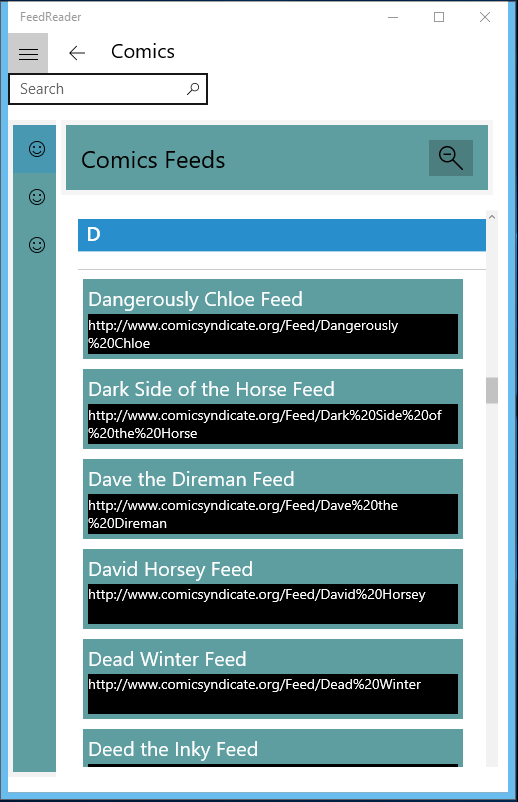 FeedReader
Comics
Search
Comics Feeds
D
Dangerously Chloe Feed
http://www.comicsyndicate.org/Feed/Dangerously
%20Chloe
Dark Side of the Horse Feed
http://www.comicsyndicate.org/Feed/Dark%20Side%20of
%20the%20Horse
Dave the Direman Feed
http://www.comicsyndicate.org/Feed/Dave%20the
%20Direman
David Horsey Feed
http://www.comicsyndicate.org/Feed/David%20Horsey
Dead Winter Feed
http://www.comicsyndicate.org/Feed/Dead%20Winter
Deed the Inky Feed